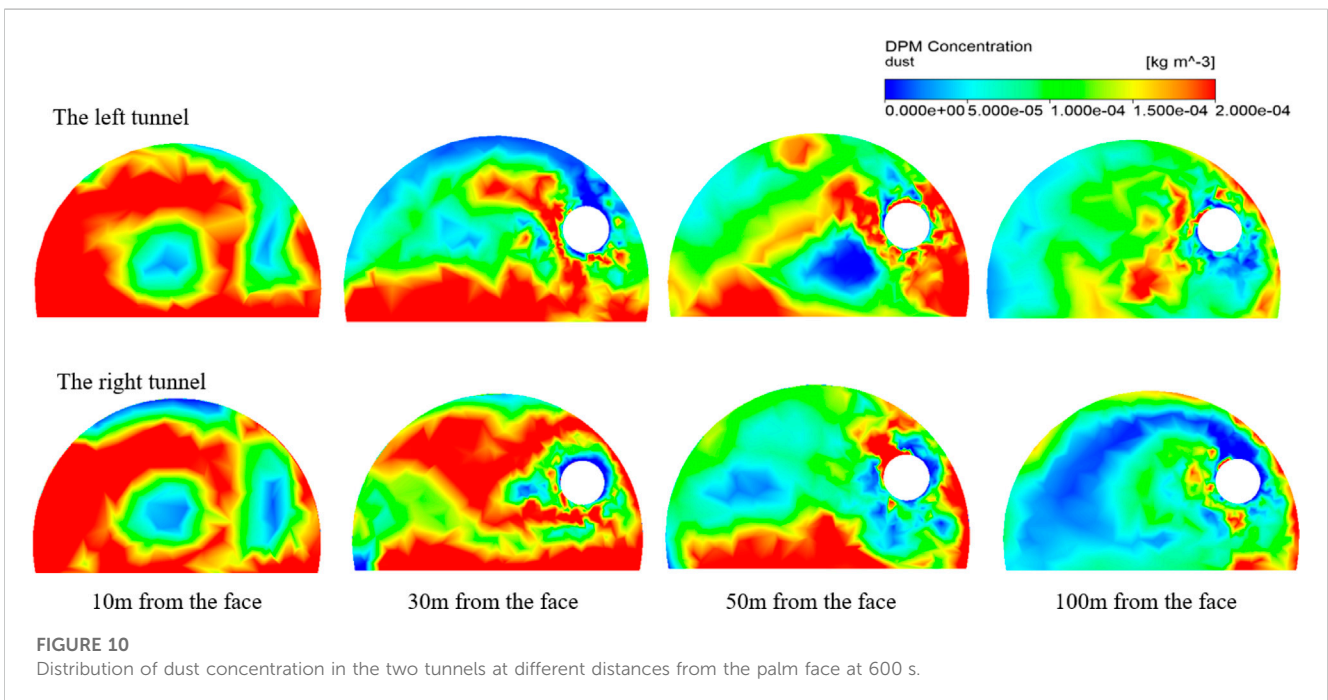 DPM Concentration
dust [kg m^-3]
0.000e+00 5.000e-05 1.000e-04 1.500e-04 2.000e-04
The left tunnel
The right tunnel
10m from the face 30m from the face 50m from the face 100m from the face
FIGURE 10
Distribution of dust concentration in the two tunnels at different distances from the palm face at 600 s.